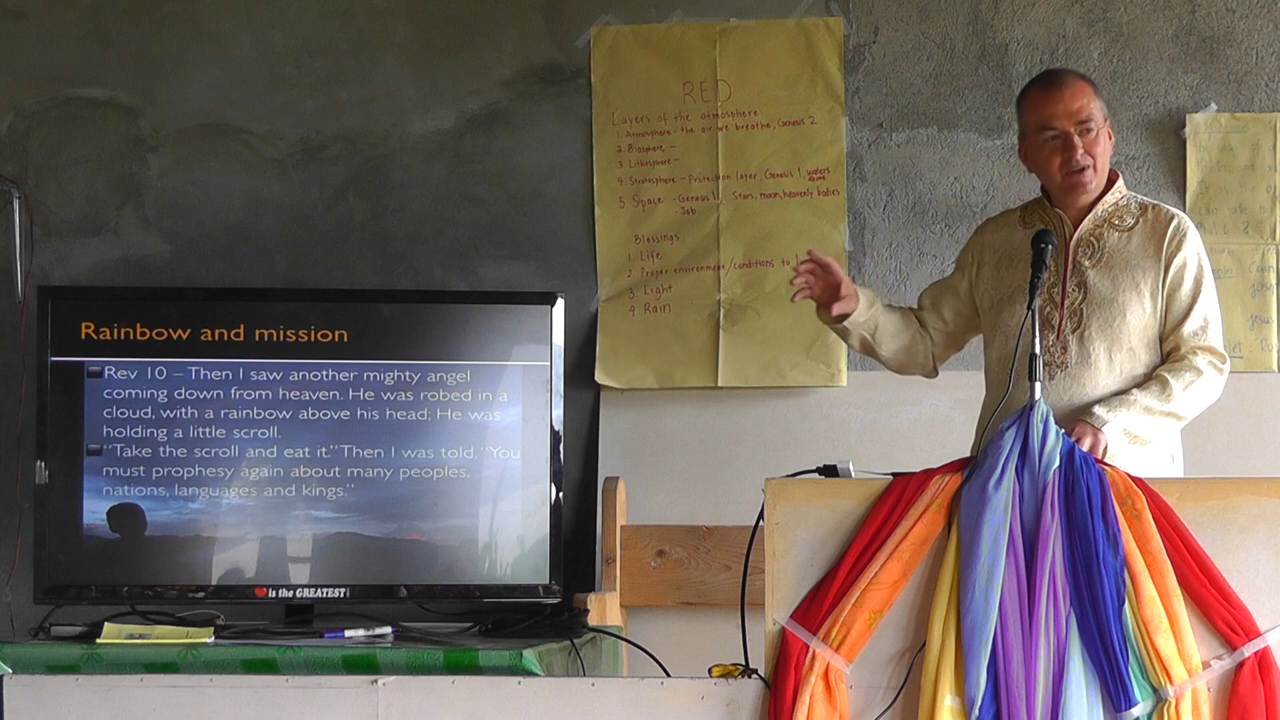 Rainbow and mission
Rev 10 – Then I saw another mighty angel
coming down from heaven. He was robed in a
cloud, with a rainbow above his head; He was
holding a little scroll.
"Take the scroll and eat it." Then I was told, "You
must prophesy again about many peoples,
nations, languages and kings."
is the GREATEST!
RED
Layers of the atmosphere
1. Atmosphere - the air we breathe, Genesis 2
2. Biosphere -
3. Lithosphere -
4. Stratosphere - Protection layer, Genesis 1, waters
above
5. Space - Genesis 1, Stars, moon, heavenly bodies
- Job
Blessings
1. Life
2. Proper environment/conditions to
3. Light
4. Rain